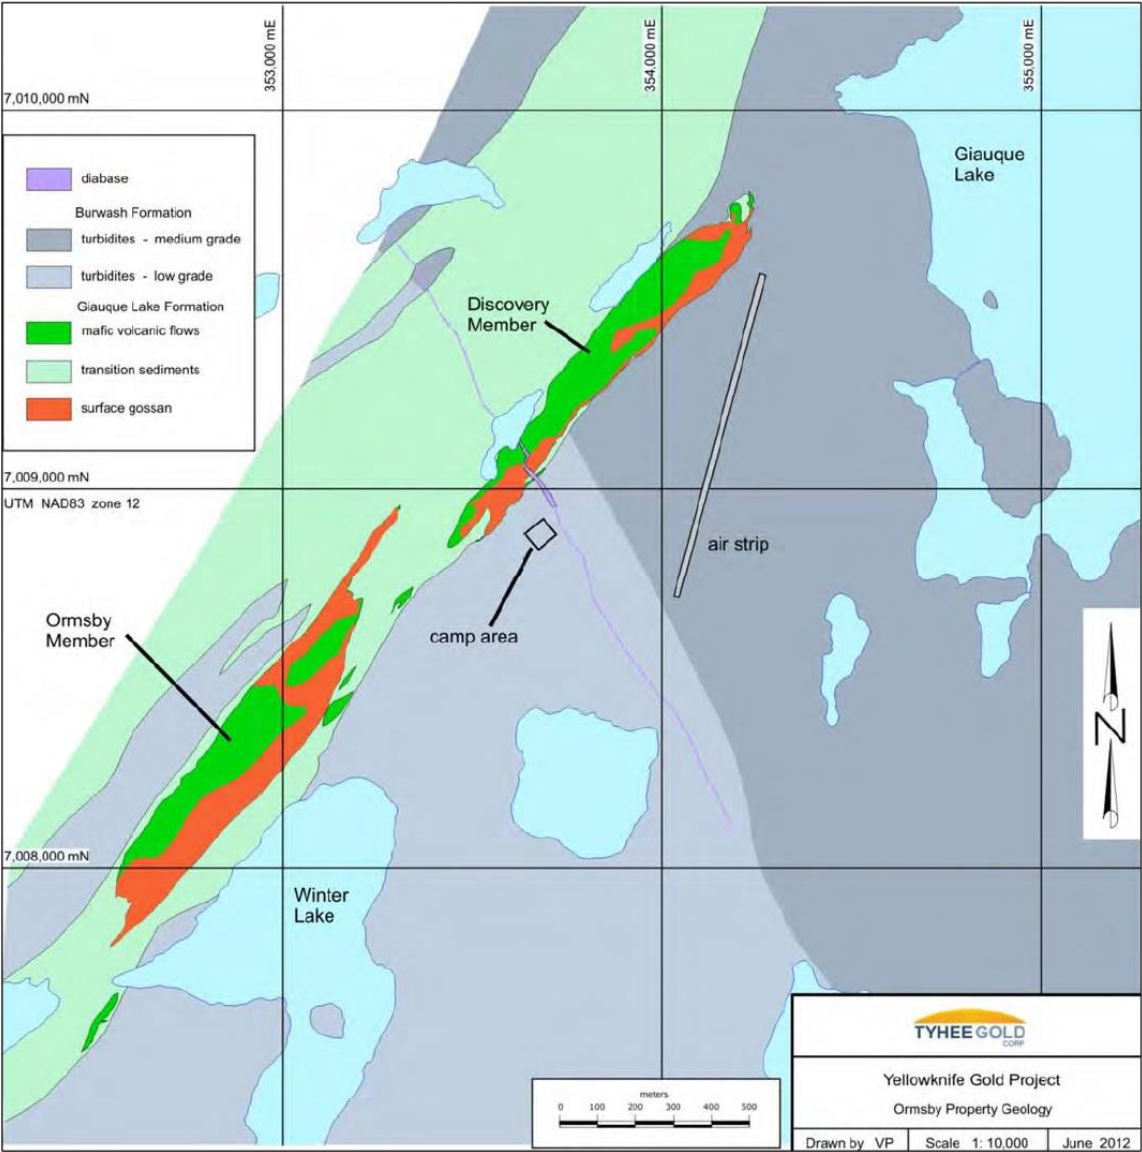 353,000 mE
354,000 mE
355,000 mE
7,010,000 mN
diabase
Burwash Formation
turbidites - medium grade
turbidites - low grade
Giauque Lake Formation
mafic volcanic flows
transition sediments
surface gossan
Giauque
Lake
Discovery
Member
7,009,000 mN
UTM NAD83 zone 12
air strip
camp area
Ormsby
Member
N
7,008,000 mN
Winter
Lake
meters
0 100 200 300 400 500
TYHEE GOLD
CORP
Yellowknife Gold Project
Ormsby Property Geology
Drawn by VP
Scale 1: 10,000
June 2012